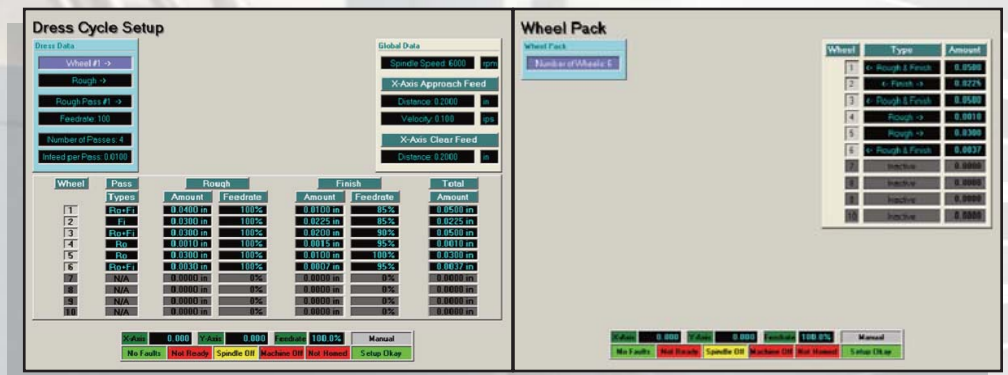 Dress Cycle Setup
Dress Data
Wheel #1 ->
Rough ->
Rough Pass #1 ->
Feedrate: 100
Number of Passes: 4
Infeed per Pass: 0.0100
Global Data
Spindle Speed: 6000 rpm
X-Axis Approach Feed
Distance: 0.2000 in
Velocity: 0.100 ips
X-Axis Clear Feed
Distance: 0.2000 in
Wheel Pass Rough Finish Total
Types Amount Feedrate Amount Feedrate Amount
1 Ro+Fi 0.0400 in 100% 0.0100 in 85% 0.0500 in
2 Fi 0.0300 in 100% 0.0225 in 85% 0.0225 in
3 Ro+Fi 0.0300 in 100% 0.0200 in 90% 0.0500 in
4 Ro 0.0010 in 100% 0.0015 in 95% 0.0010 in
5 Ro 0.0300 in 100% 0.0100 in 100% 0.0300 in
6 Ro+Fi 0.0030 in 100% 0.0007 in 95% 0.0037 in
7 N/A 0.0000 in 0% 0.0000 in 0% 0.0000 in
8 N/A 0.0000 in 0% 0.0000 in 0% 0.0000 in
9 N/A 0.0000 in 0% 0.0000 in 0% 0.0000 in
10 N/A 0.0000 in 0% 0.0000 in 0% 0.0000 in
X-Axis 0.000 Y-Axis 0.000 Feedrate 100.0% Manual
No Faults Not Ready Spindle Off Machine Off Not Homed Setup Okay
Wheel Pack
Wheel Pack
Number of Wheels: 6
Wheel Type Amount
1 <- Rough & Finish 0.0500
2 <- Finish -> 0.0225
3 <- Rough & Finish 0.0500
4 Rough -> 0.0010
5 Rough -> 0.0300
6 <- Rough & Finish 0.0037
7 Inactive 0.0000
8 Inactive 0.0000
9 Inactive 0.0000
10 Inactive 0.0000
X-Axis 0.000 Y-Axis 0.000 Feedrate 100.0% Manual
No Faults Not Ready Spindle Off Machine Off Not Homed Setup Okay